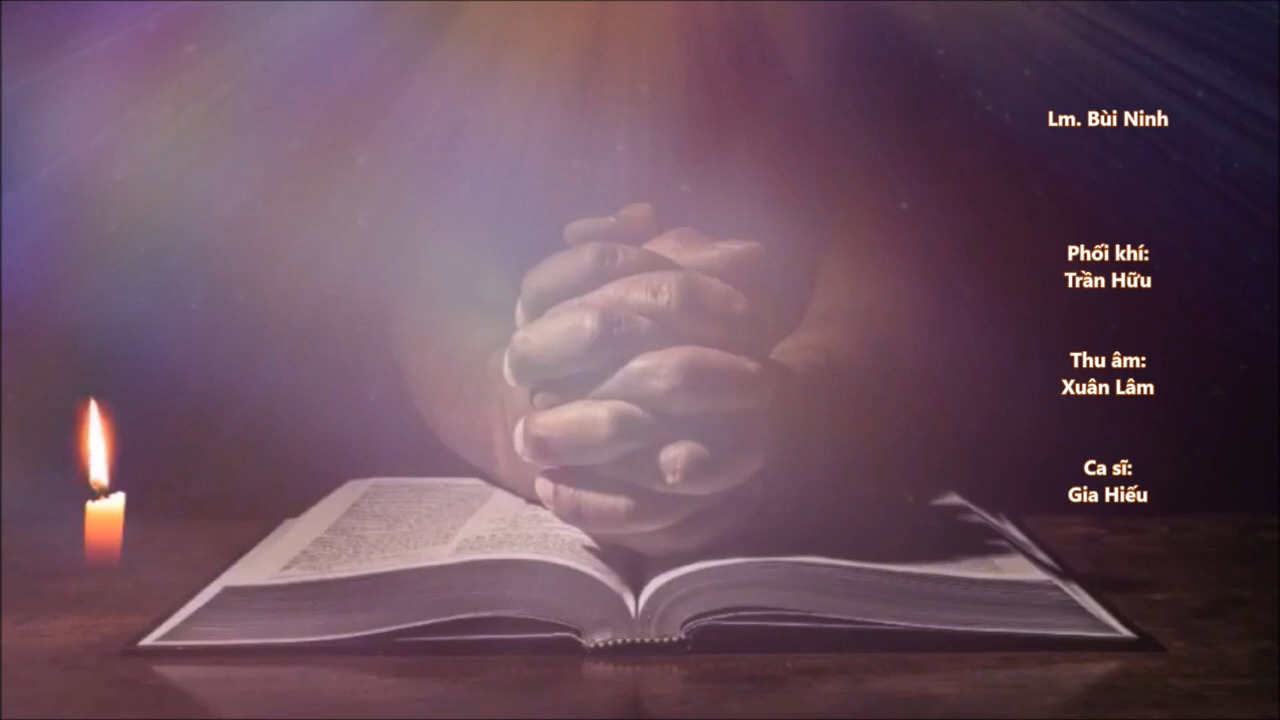 Lm. Bùi Ninh
Phối khí:
Trần Hữu
Thu âm:
Xuân Lâm
Ca sĩ:
Gia Hiếu